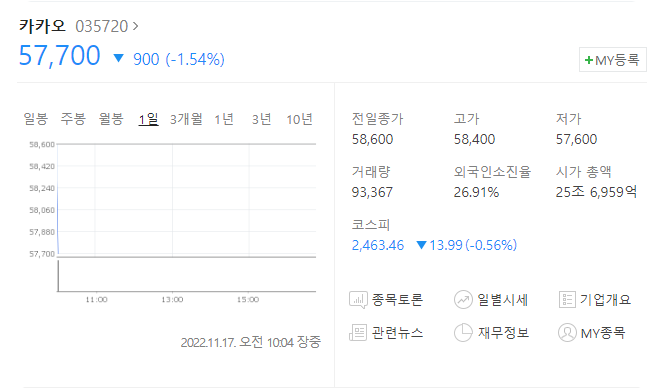 카카오 035720 >
57,700 ▼ 900 (-1.54%)
+MY등록
일봉 주봉 월봉 1일 3개월 1년 3년 10년
58,600
58,420
58,240
58,060
57,880
57,700
11:00 13:00 15:00
2022.11.17. 오전 10:04 장중
전일종가 고가 저가
58,600 58,400 57,600
거래량 외국인소진율 시가 총액
93,367 26.91% 25조 6,959억
코스피
2,463.46 ▼13.99 (-0.56%)
종목토론 일별시세 기업개요
관련뉴스 재무정보 MY종목